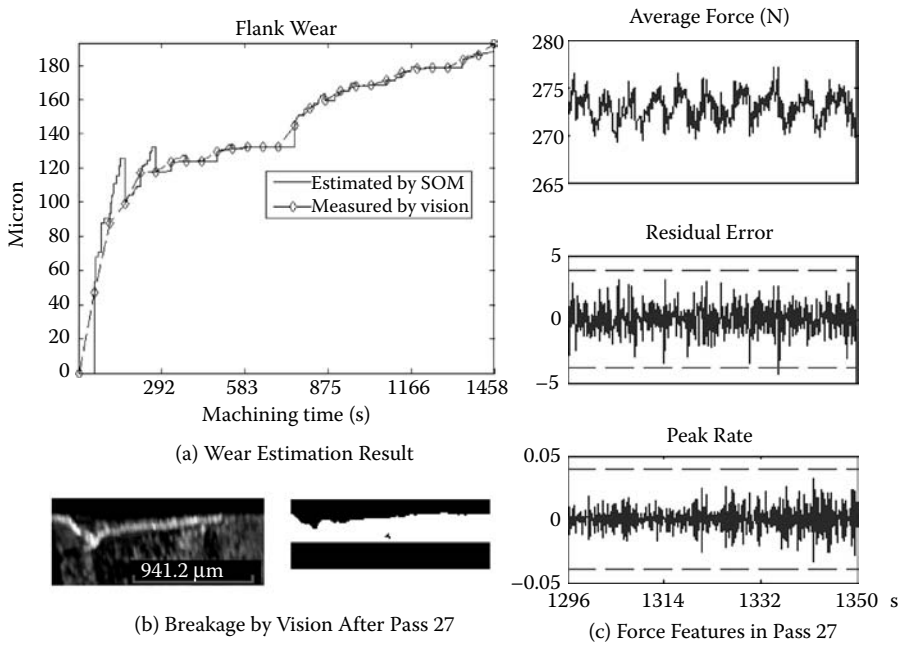 Flank Wear
180
160
140
120
100
80
60
40
20
0
Micron
Estimated by SOM
Measured by vision
292 583 875 1166 1458
Machining time (s)
(a) Wear Estimation Result
941.2 µm
(b) Breakage by Vision After Pass 27
Average Force (N)
280
275
270
265
Residual Error
5
0
−5
Peak Rate
0.05
0
−0.05
1296 1314 1332 1350 s
(c) Force Features in Pass 27